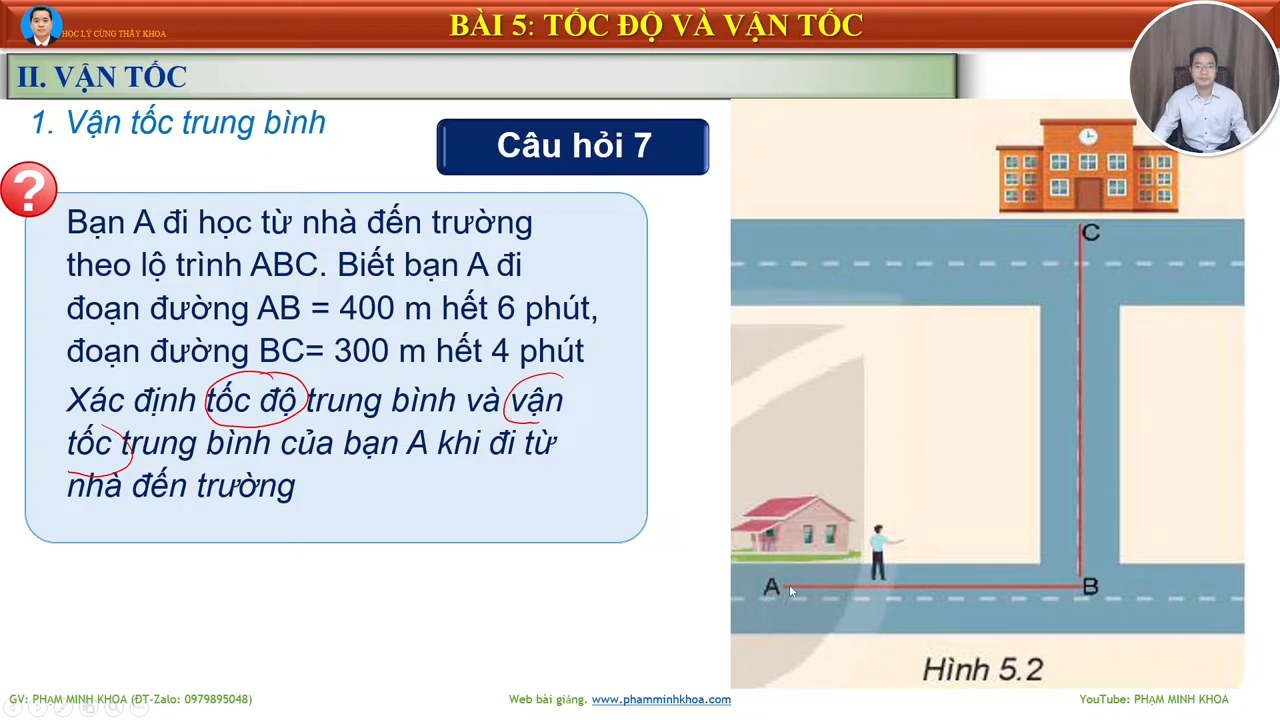 HỌC LÝ CÙNG THẦY KHOA
BÀI 5: TỐC ĐỘ VÀ VẬN TỐC
II. VẬN TỐC
1. Vận tốc trung bình
Câu hỏi 7
?
Bạn A đi học từ nhà đến trường
theo lộ trình ABC. Biết bạn A đi
đoạn đường AB = 400 m hết 6 phút,
đoạn đường BC= 300 m hết 4 phút
Xác định tốc độ trung bình và vận
tốc trung bình của bạn A khi đi từ
nhà đến trường
C
A
B
Hình 5.2
GV: PHẠM MINH KHOA (ĐT-Zalo: 0979895048)
Web bài giảng. www.phamminhkhoa.com
YouTube: PHẠM MINH KHOA